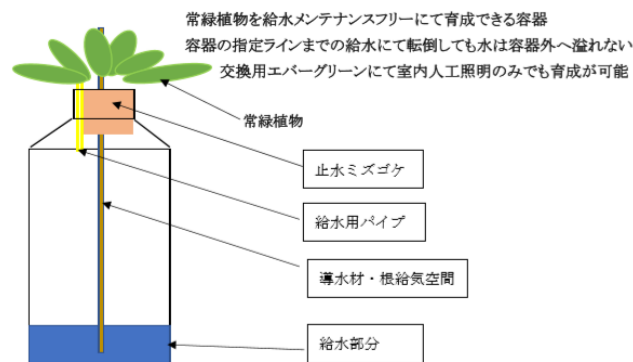 常緑植物を給水メンテナンスフリーにて育成できる容器
容器の指定ラインまでの給水にて転倒しても水は容器外へ溢れない
交換用エバーグリーンにて室内人工照明のみでも育成が可能
常緑植物
止水ミズゴケ
給水用パイプ
導水材・根給気空間
給水部分